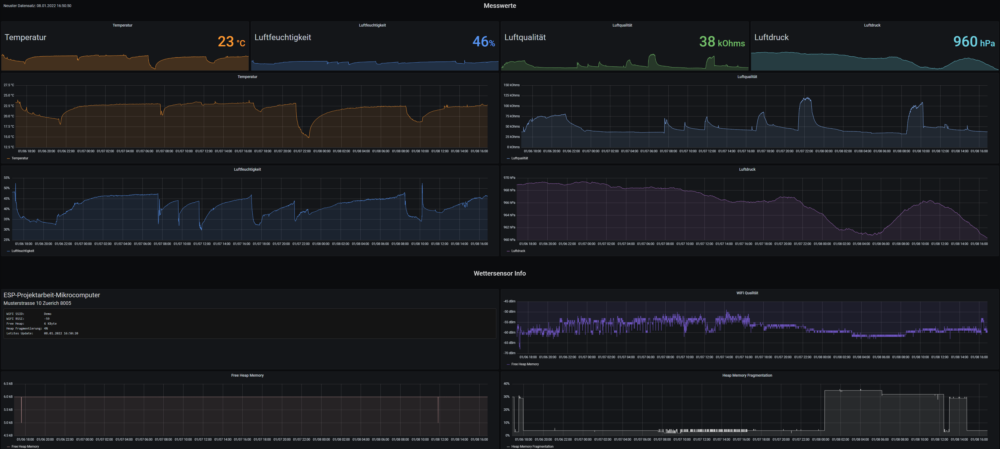 Neuster Datensatz: 08.01.2022 16:50:50
Messwerte
Temperatur
Temperatur
23 °C
Luftfeuchtigkeit
Luftfeuchtigkeit
46%
Luftqualität
Luftqualität
38 kOhms
Luftdruck
Luftdruck
960 hPa
Temperatur
27.5 °C
25.0 °C
22.5 °C
20.0 °C
17.5 °C
15.0 °C
12.5 °C
01/06 18:00 01/06 20:00 01/06 22:00 01/07 00:00 01/07 02:00 01/07 04:00 01/07 06:00 01/07 08:00 01/07 10:00 01/07 12:00 01/07 14:00 01/07 16:00 01/07 18:00 01/07 20:00 01/07 22:00 01/08 00:00 01/08 02:00 01/08 04:00 01/08 06:00 01/08 08:00 01/08 10:00 01/08 12:00 01/08 14:00 01/08 16:00
Temperatur
Luftqualität
150 kOhms
125 kOhms
100 kOhms
75 kOhms
50 kOhms
25 kOhms
0 kOhms
01/06 18:00 01/06 20:00 01/06 22:00 01/07 00:00 01/07 02:00 01/07 04:00 01/07 06:00 01/07 08:00 01/07 10:00 01/07 12:00 01/07 14:00 01/07 16:00 01/07 18:00 01/07 20:00 01/07 22:00 01/08 00:00 01/08 02:00 01/08 04:00 01/08 06:00 01/08 08:00 01/08 10:00 01/08 12:00 01/08 14:00 01/08 16:00
Luftqualität
Luftfeuchtigkeit
55%
50%
45%
40%
35%
30%
25%
01/06 18:00 01/06 20:00 01/06 22:00 01/07 00:00 01/07 02:00 01/07 04:00 01/07 06:00 01/07 08:00 01/07 10:00 01/07 12:00 01/07 14:00 01/07 16:00 01/07 18:00 01/07 20:00 01/07 22:00 01/08 00:00 01/08 02:00 01/08 04:00 01/08 06:00 01/08 08:00 01/08 10:00 01/08 12:00 01/08 14:00 01/08 16:00
Luftfeuchtigkeit
Luftdruck
970 hPa
968 hPa
966 hPa
964 hPa
962 hPa
960 hPa
01/06 18:00 01/06 20:00 01/06 22:00 01/07 00:00 01/07 02:00 01/07 04:00 01/07 06:00 01/07 08:00 01/07 10:00 01/07 12:00 01/07 14:00 01/07 16:00 01/07 18:00 01/07 20:00 01/07 22:00 01/08 00:00 01/08 02:00 01/08 04:00 01/08 06:00 01/08 08:00 01/08 10:00 01/08 12:00 01/08 14:00 01/08 16:00
Luftdruck
Wettersensor Info
ESP-Projektarbeit-Mikrocomputer
Musterstrasse 10 Zuerich 8005
WiFI SSID: Demo
WiFI RSSI: -59
Free Heap: 6 KByte
Heap Fragmentierung: 4%
Letztes Update: 08.01.2022 16:50:20
WiFi Qualität
-45 dBm
-50 dBm
-55 dBm
-60 dBm
-65 dBm
-70 dBm
01/06 18:00 01/06 20:00 01/06 22:00 01/07 00:00 01/07 02:00 01/07 04:00 01/07 06:00 01/07 08:00 01/07 10:00 01/07 12:00 01/07 14:00 01/07 16:00 01/07 18:00 01/07 20:00 01/07 22:00 01/08 00:00 01/08 02:00 01/08 04:00 01/08 06:00 01/08 08:00 01/08 10:00 01/08 12:00 01/08 14:00 01/08 16:00
Free Heap Memory
Free Heap Memory
6.5 kB
6.0 kB
5.5 kB
5.0 kB
4.5 kB
01/06 18:00 01/06 20:00 01/06 22:00 01/07 00:00 01/07 02:00 01/07 04:00 01/07 06:00 01/07 08:00 01/07 10:00 01/07 12:00 01/07 14:00 01/07 16:00 01/07 18:00 01/07 20:00 01/07 22:00 01/08 00:00 01/08 02:00 01/08 04:00 01/08 06:00 01/08 08:00 01/08 10:00 01/08 12:00 01/08 14:00 01/08 16:00
Free Heap Memory
Heap Memory Fragmentation
40%
30%
20%
10%
0%
01/06 18:00 01/06 20:00 01/06 22:00 01/07 00:00 01/07 02:00 01/07 04:00 01/07 06:00 01/07 08:00 01/07 10:00 01/07 12:00 01/07 14:00 01/07 16:00 01/07 18:00 01/07 20:00 01/07 22:00 01/08 00:00 01/08 02:00 01/08 04:00 01/08 06:00 01/08 08:00 01/08 10:00 01/08 12:00 01/08 14:00 01/08 16:00
Heap Memory Fragmentation